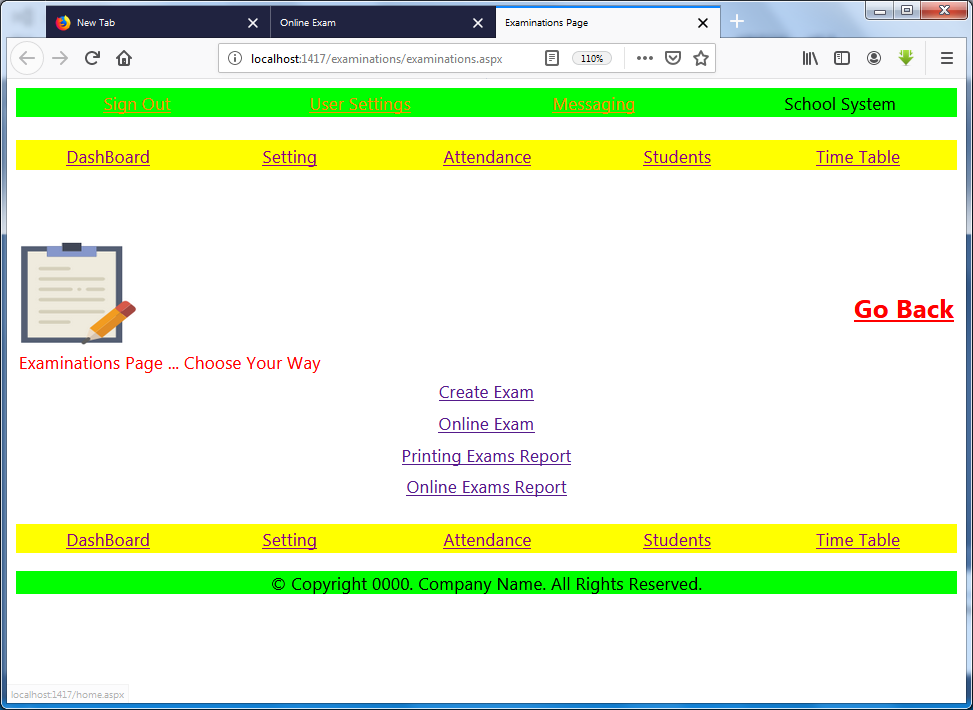 New Tab Online Exam Examinations Page
localhost:1417/examinations/examinations.aspx 110%
Sign Out User Settings Messaging School System
DashBoard Setting Attendance Students Time Table
Go Back
Examinations Page ... Choose Your Way
Create Exam
Online Exam
Printing Exams Report
Online Exams Report
DashBoard Setting Attendance Students Time Table
© Copyright 0000. Company Name. All Rights Reserved.
localhost:1417/home.aspx